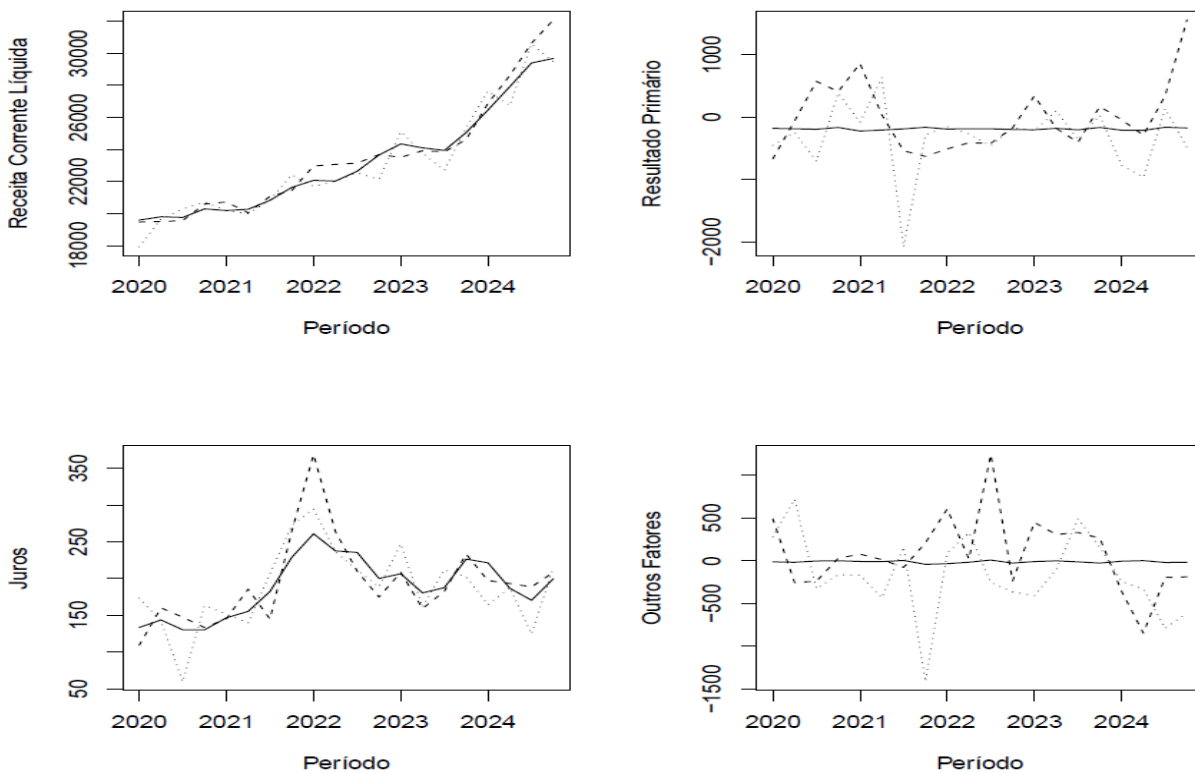 Receita Corrente Líquida
18000 22000 26000 30000
2020 2021 2022 2023 2024
Período
Resultado Primário
−2000 0 1000
2020 2021 2022 2023 2024
Período
Juros
50 150 250 350
2020 2021 2022 2023 2024
Período
Outros Fatores
−1500 −500 0 500
2020 2021 2022 2023 2024
Período